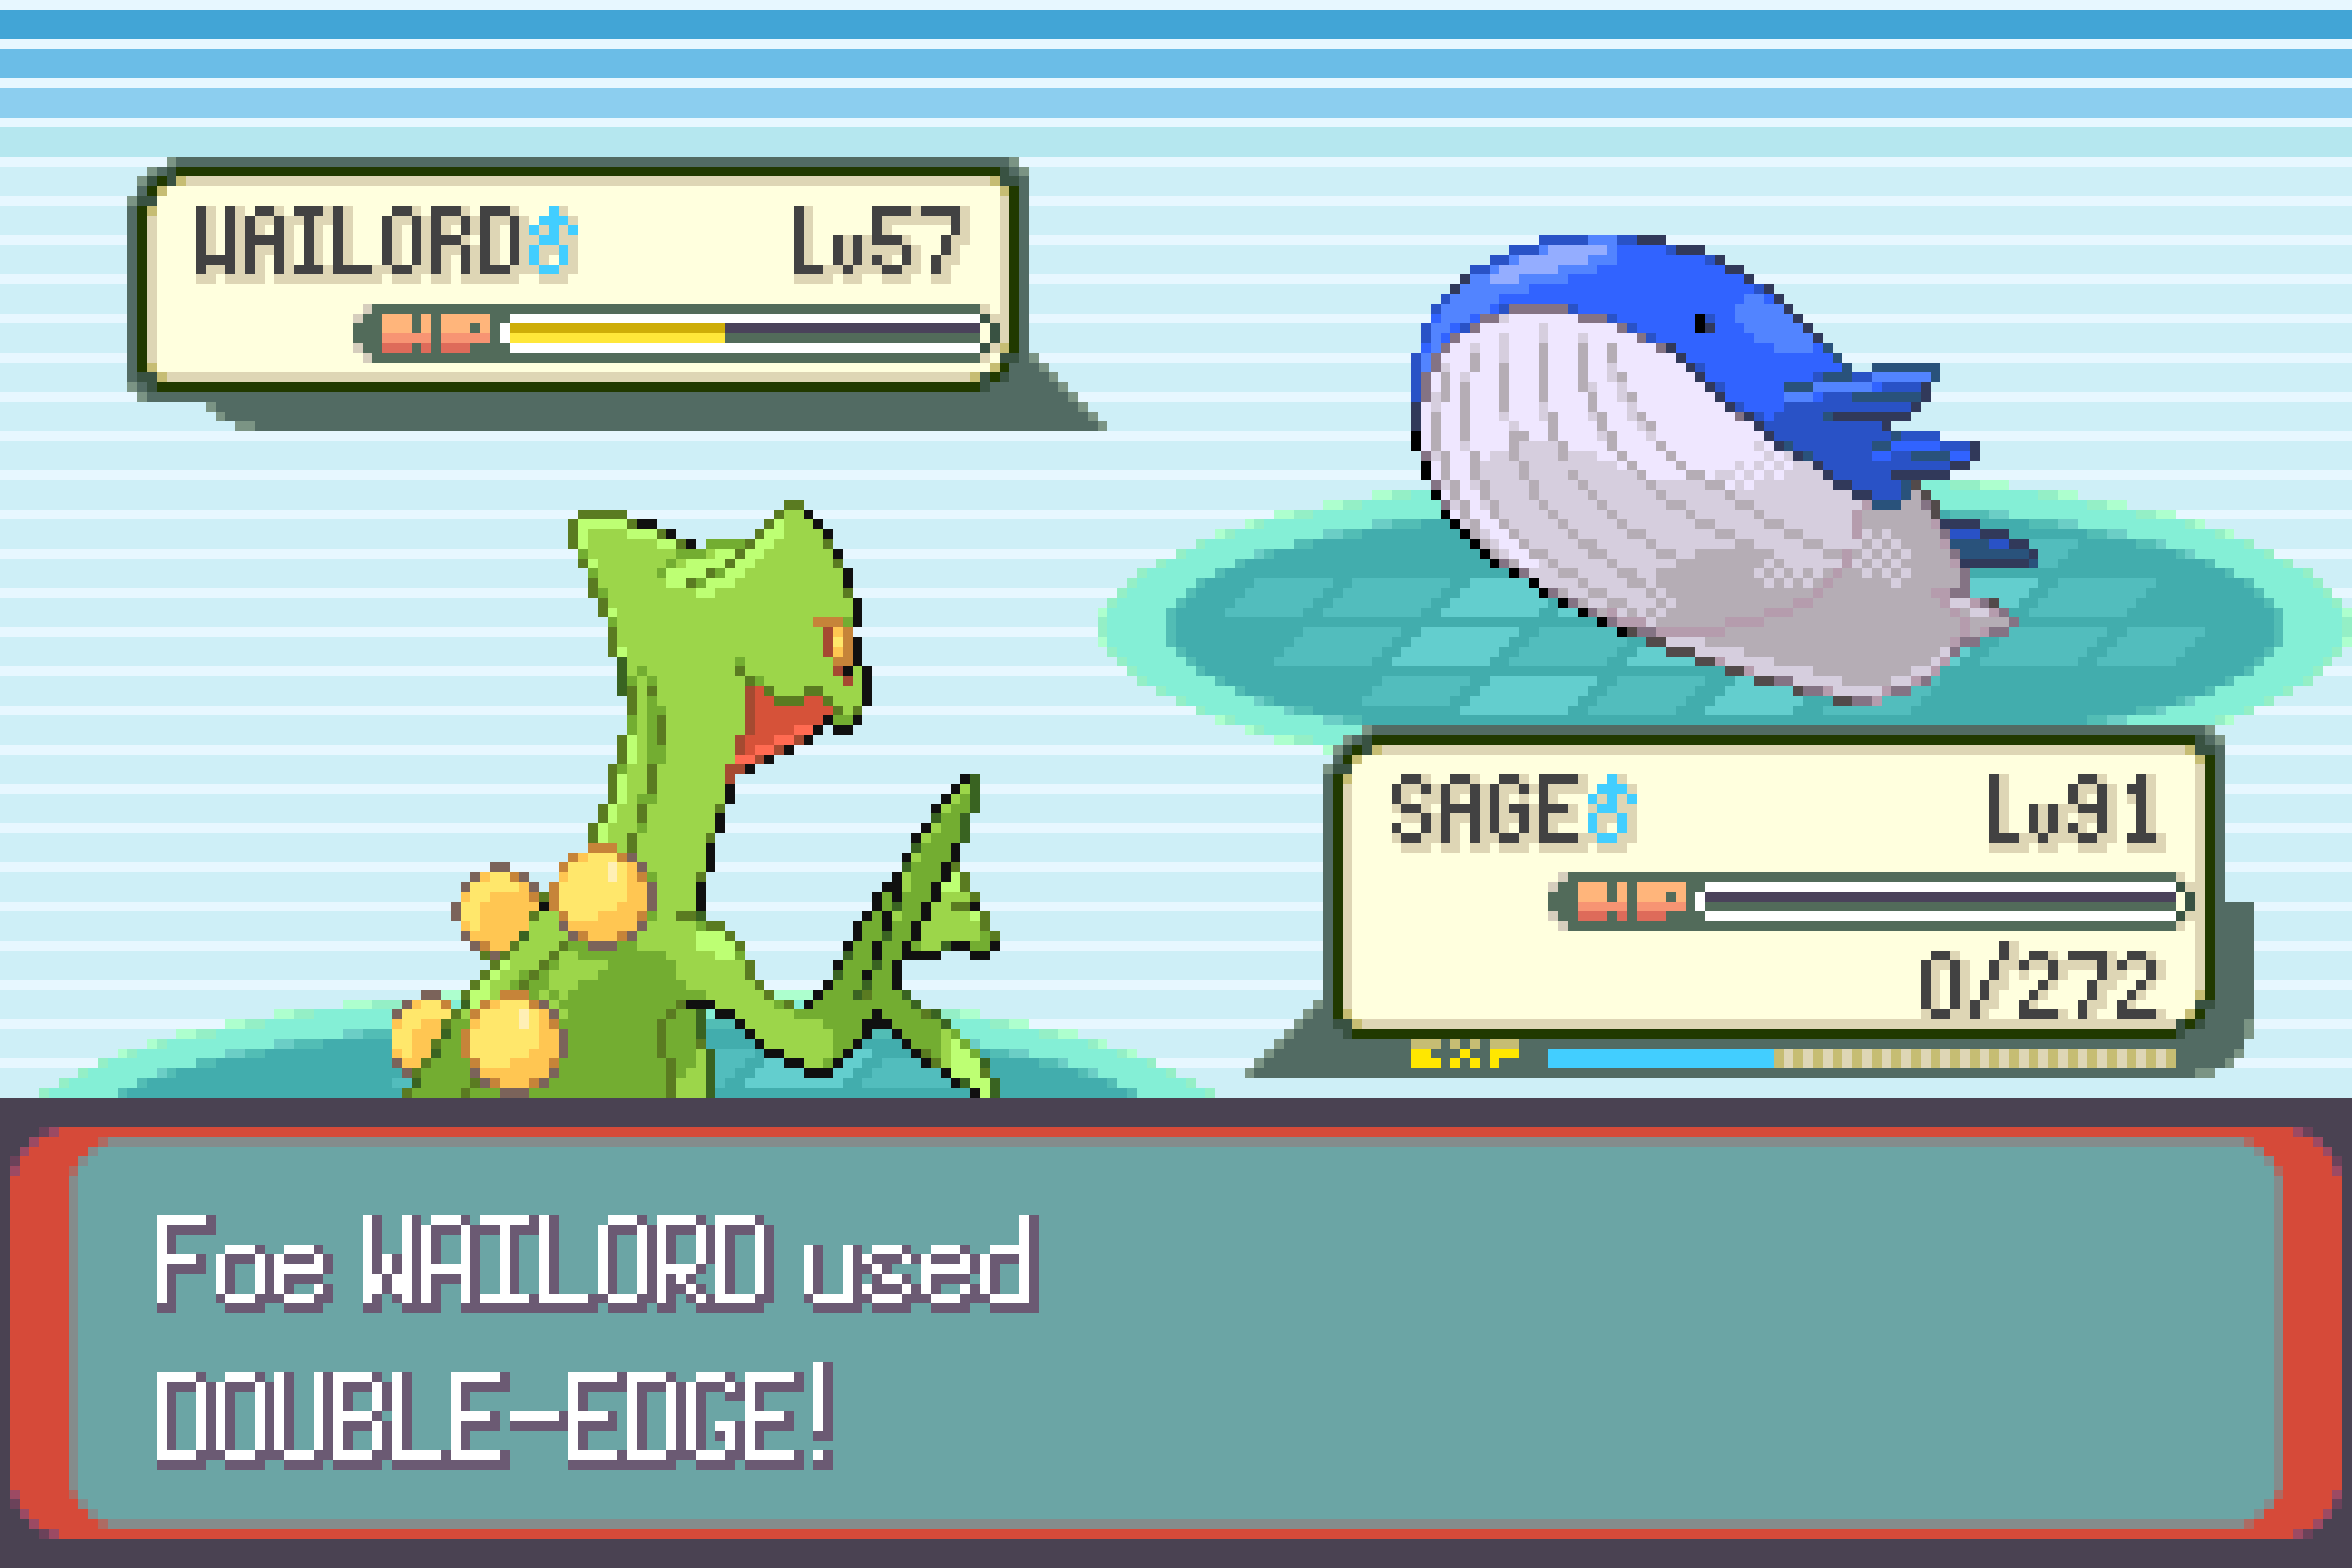 WAILORD♂ Lv57
HP
SAGE♂ Lv91
HP
0/272
EXP
Foe WAILORD used
DOUBLE-EDGE!